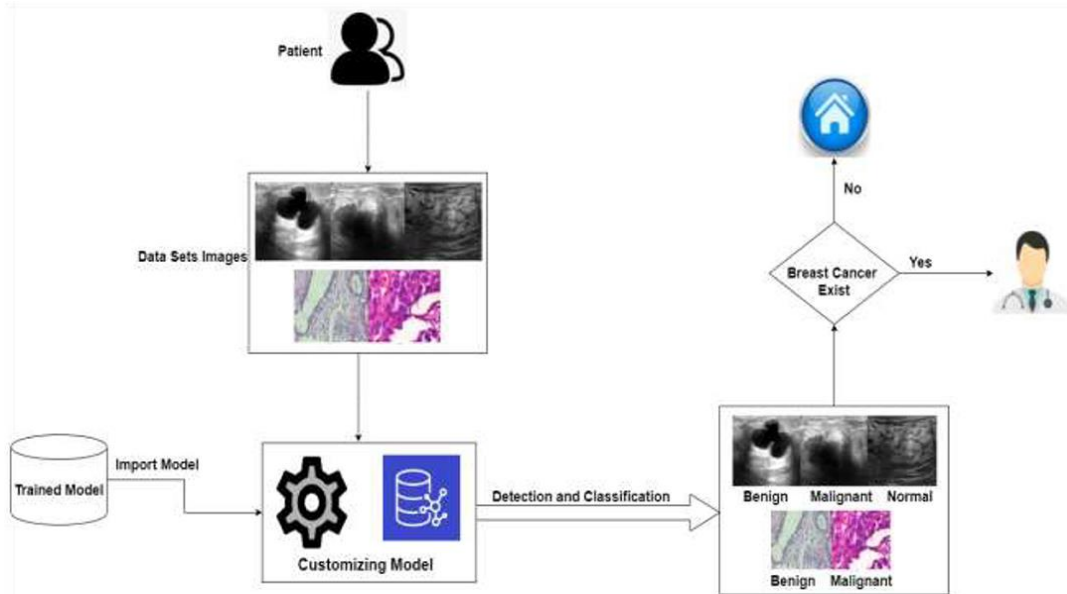 Patient
Data Sets Images
No
Breast Cancer
Exist
Yes
Trained Model
Import Model
Customizing Model
Detection and Classification
Benign Malignant Normal
Benign Malignant